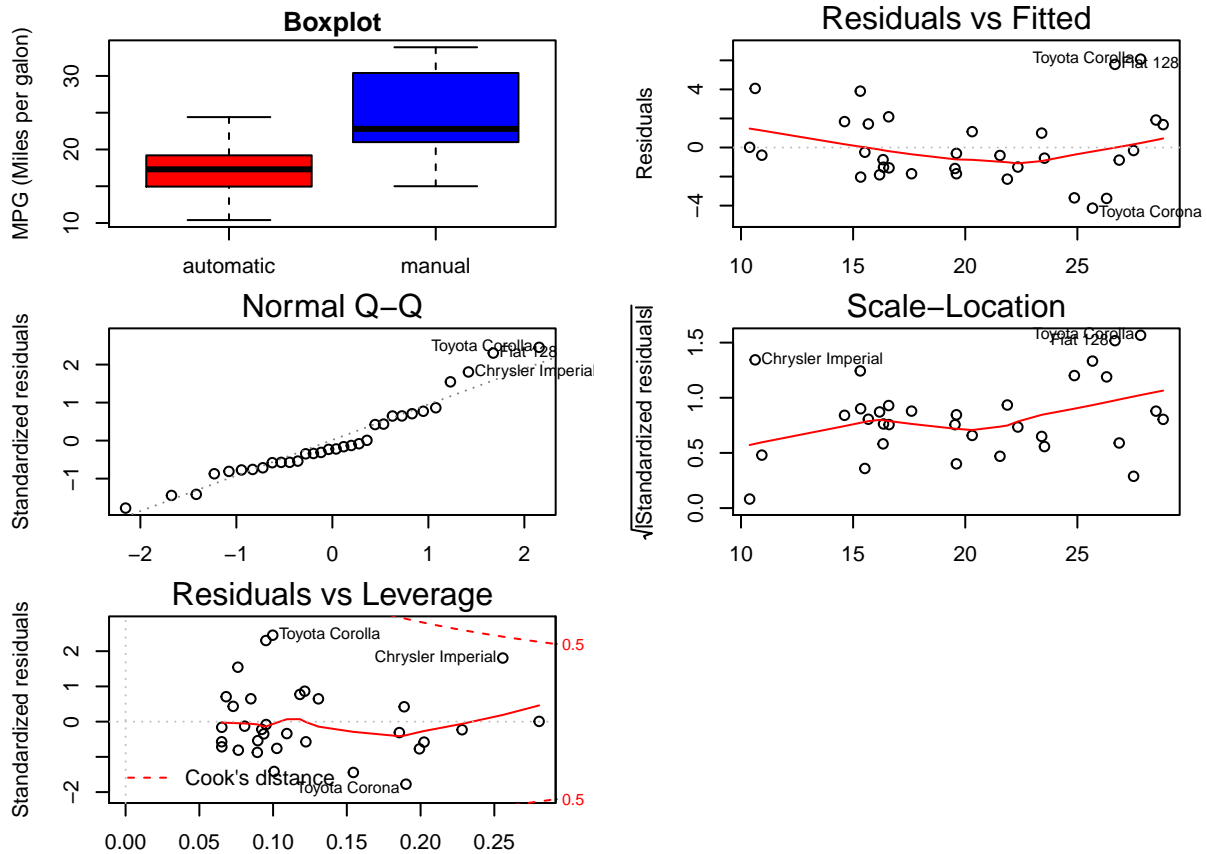 Boxplot
MPG (Miles per galon)
10 20 30
automatic manual
Residuals vs Fitted
Residuals
−4 0 4
Toyota Corolla
Fiat 128
Toyota Corona
10 15 20 25
Normal Q−Q
Standardized residuals
−1 0 1 2
Toyota Corolla
Fiat 128
Chrysler Imperial
−2 −1 0 1 2
Scale−Location
√|Standardized residuals|
0.0 0.5 1.0 1.5
Toyota Corolla
Fiat 128
Chrysler Imperial
10 15 20 25
Residuals vs Leverage
Standardized residuals
−2 0 1 2
Toyota Corolla
Chrysler Imperial
0.5
Cook's distance
Toyota Corona
0.5
0.00 0.05 0.10 0.15 0.20 0.25